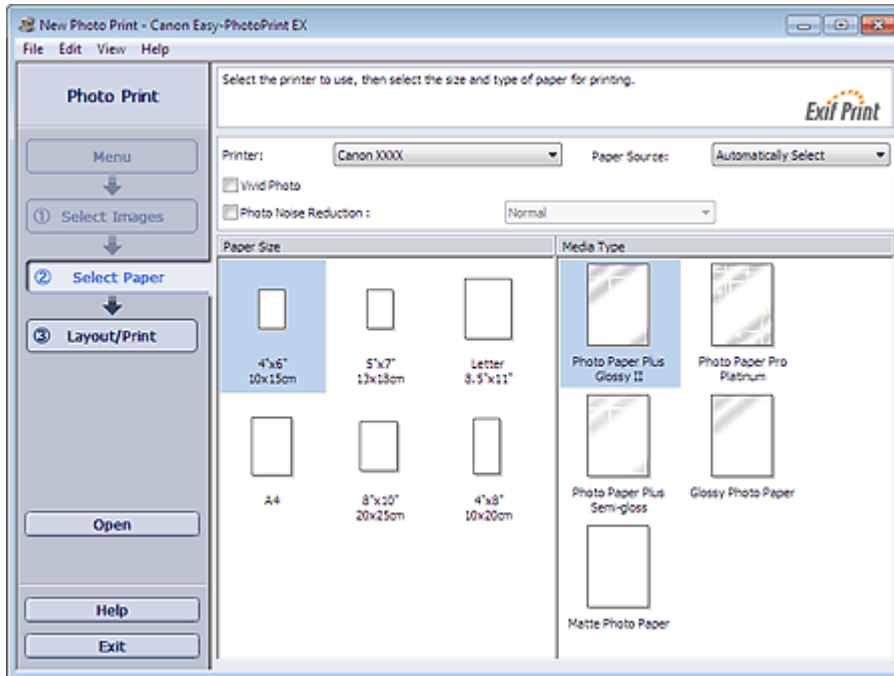 New Photo Print - Canon Easy-PhotoPrint EX
File Edit View Help
Photo Print
Select the printer to use, then select the size and type of paper for printing.
Exif Print
Menu
Printer: Canon XXXX Paper Source: Automatically Select
Vivid Photo
① Select Images
Photo Noise Reduction : Normal
Paper Size
Media Type
② Select Paper
③ Layout/Print
4"x6"
10x15cm
5"x7"
13x18cm
Letter
8.5"x11"
Photo Paper Plus
Glossy II
Photo Paper Pro
Platinum
A4
8"x10"
20x25cm
4"x8"
10x20cm
Photo Paper Plus
Semi-gloss
Glossy Photo Paper
Matte Photo Paper
Open
Help
Exit